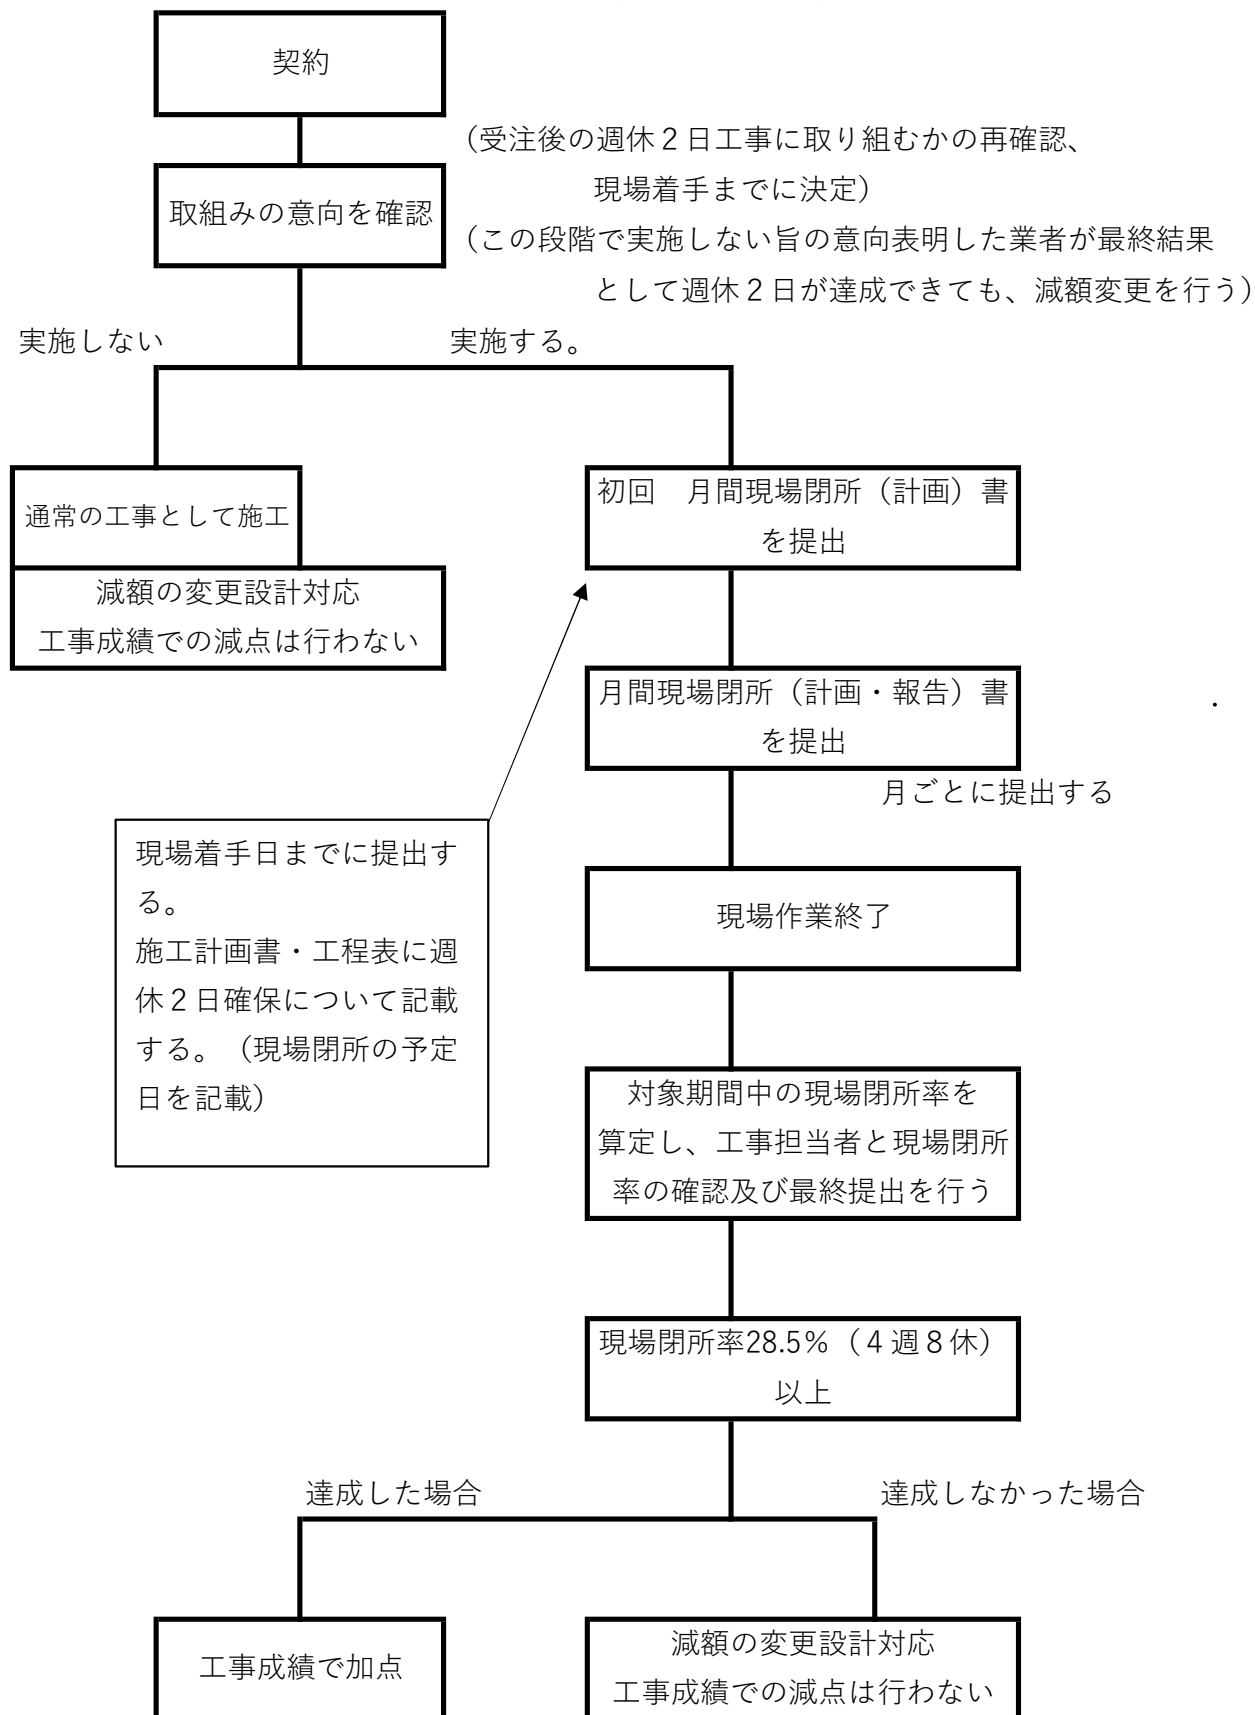 契約
（受注後の週休２日工事に取り組むかの再確認、
現場着手までに決定）
取組みの意向を確認
（この段階で実施しない旨の意向表明した業者が最終結果
として週休２日が達成できても、減額変更を行う）
実施しない
実施する。
通常の工事として施工
減額の変更設計対応
工事成績での減点は行わない
初回　月間現場閉所（計画）書
を提出
月間現場閉所（計画・報告）書
を提出
月ごとに提出する
現場着手日までに提出す
る。
施工計画書・工程表に週
休２日確保について記載
する。（現場閉所の予定
日を記載）
現場作業終了
対象期間中の現場閉所率を
算定し、工事担当者と現場閉所
率の確認及び最終提出を行う
現場閉所率28.5%（４週８休）
以上
達成した場合
達成しなかった場合
工事成績で加点
減額の変更設計対応
工事成績での減点は行わない